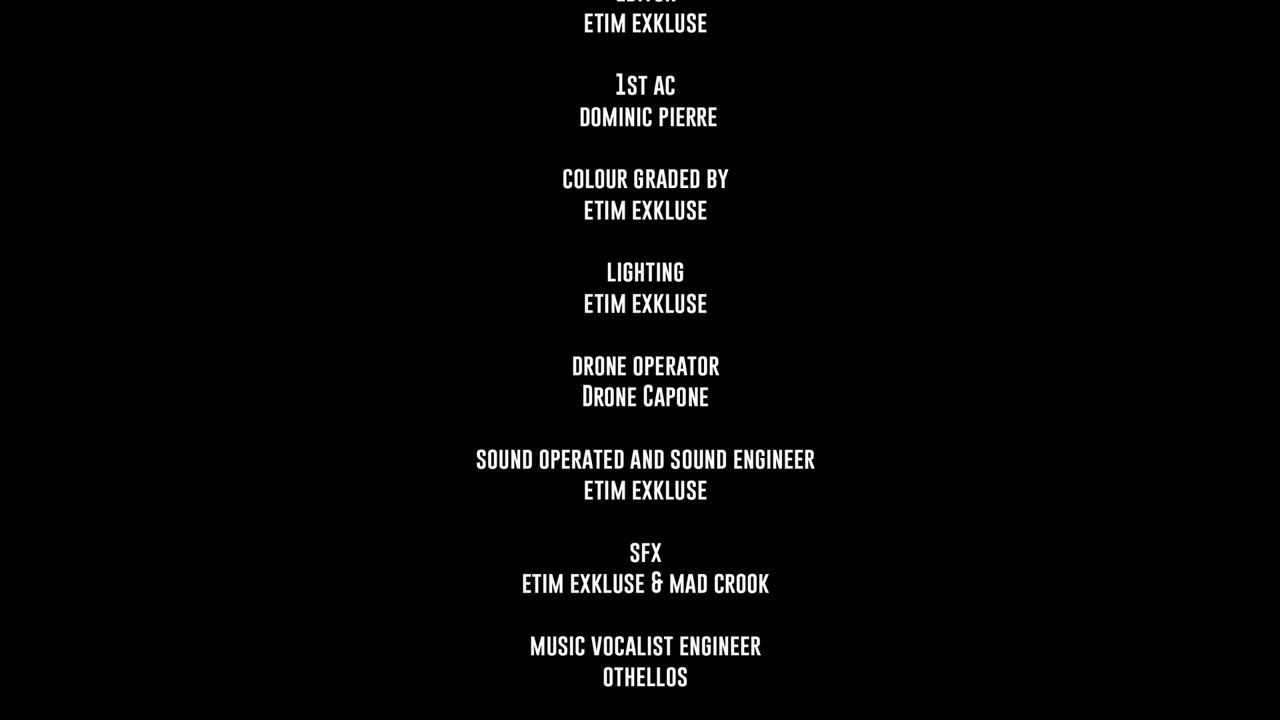 EDITOR
ETIM EXKLUSE
1ST AC
DOMINIC PIERRE
COLOUR GRADED BY
ETIM EXKLUSE
LIGHTING
ETIM EXKLUSE
DRONE OPERATOR
DRONE CAPONE
SOUND OPERATED AND SOUND ENGINEER
ETIM EXKLUSE
SFX
ETIM EXKLUSE & MAD CROOK
MUSIC VOCALIST ENGINEER
OTHELLOS